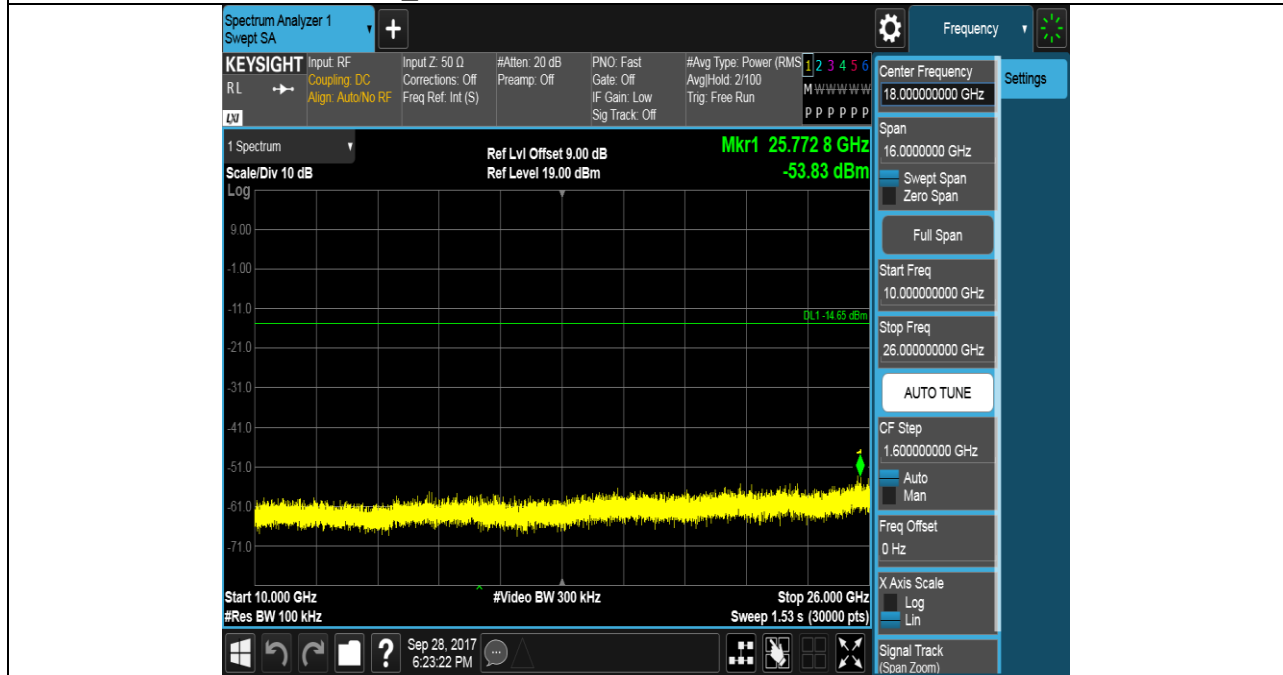 Spectrum Analyzer 1
Swept SA
+
Frequency
KEYSIGHT
RL
LXI
Input: RF
Coupling: DC
Align: Auto/No RF
Input Z: 50 Ω
Corrections: Off
Freq Ref: Int (S)
#Atten: 20 dB
Preamp: Off
PNO: Fast
Gate: Off
IF Gain: Low
Sig Track: Off
#Avg Type: Power (RMS
Avg|Hold: 2/100
Trig: Free Run
1 2 3 4 5 6
M W W W W W
P P P P P P
1 Spectrum
Scale/Div 10 dB
Log
Ref Lvl Offset 9.00 dB
Ref Level 19.00 dBm
Mkr1 25.772 8 GHz
-53.83 dBm
9.00
-1.00
-11.0
DL1 -14.65 dBm
-21.0
-31.0
-41.0
-51.0
1
-61.0
-71.0
Start 10.000 GHz
#Res BW 100 kHz
#Video BW 300 kHz
Stop 26.000 GHz
Sweep 1.53 s (30000 pts)
?
Sep 28, 2017
6:23:22 PM
Center Frequency
18.000000000 GHz
Settings
Span
16.0000000 GHz
Swept Span
Zero Span
Full Span
Start Freq
10.000000000 GHz
Stop Freq
26.000000000 GHz
AUTO TUNE
CF Step
1.600000000 GHz
Auto
Man
Freq Offset
0 Hz
X Axis Scale
Log
Lin
Signal Track
(Span Zoom)